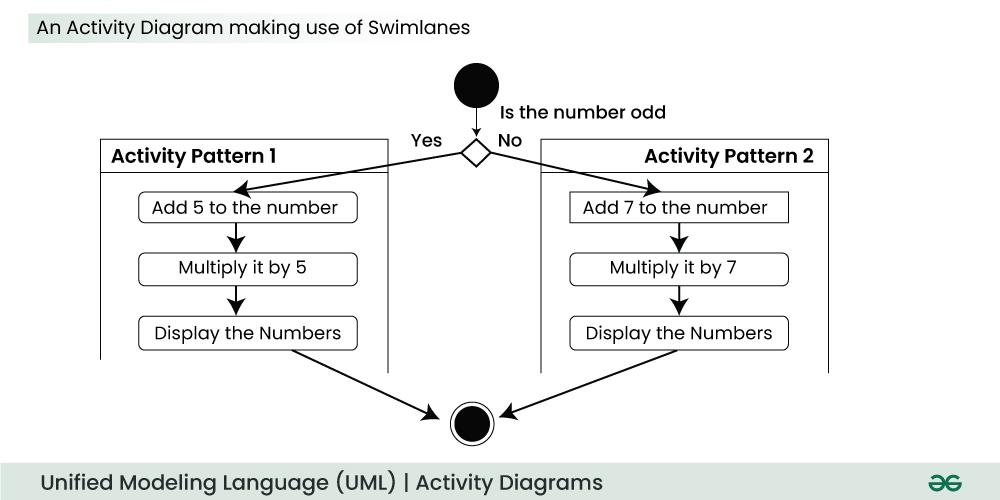 An Activity Diagram making use of Swimlanes
Is the number odd
Yes
No
Activity Pattern 1
Activity Pattern 2
Add 5 to the number
Add 7 to the number
Multiply it by 5
Multiply it by 7
Display the Numbers
Display the Numbers
Unified Modeling Language (UML) | Activity Diagrams